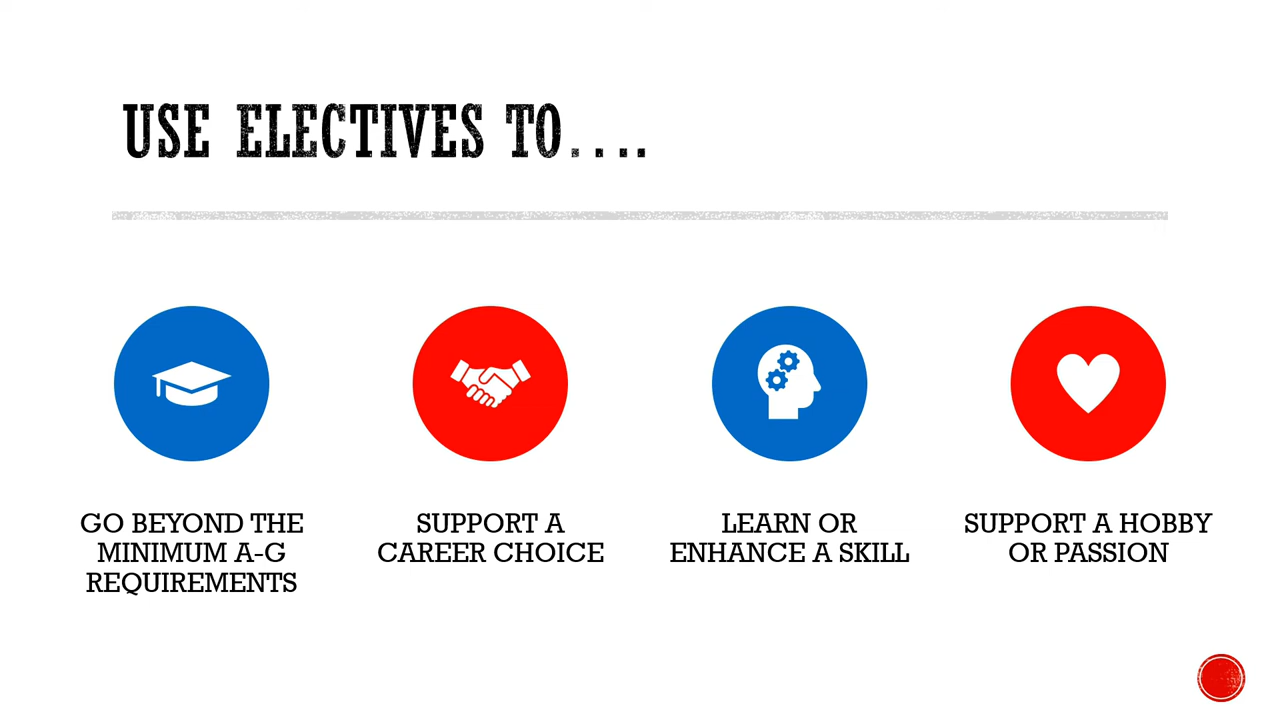 USE ELECTIVES TO....
GO BEYOND THE
MINIMUM A-G
REQUIREMENTS
SUPPORT A
CAREER CHOICE
LEARN OR
ENHANCE A SKILL
SUPPORT A HOBBY
OR PASSION